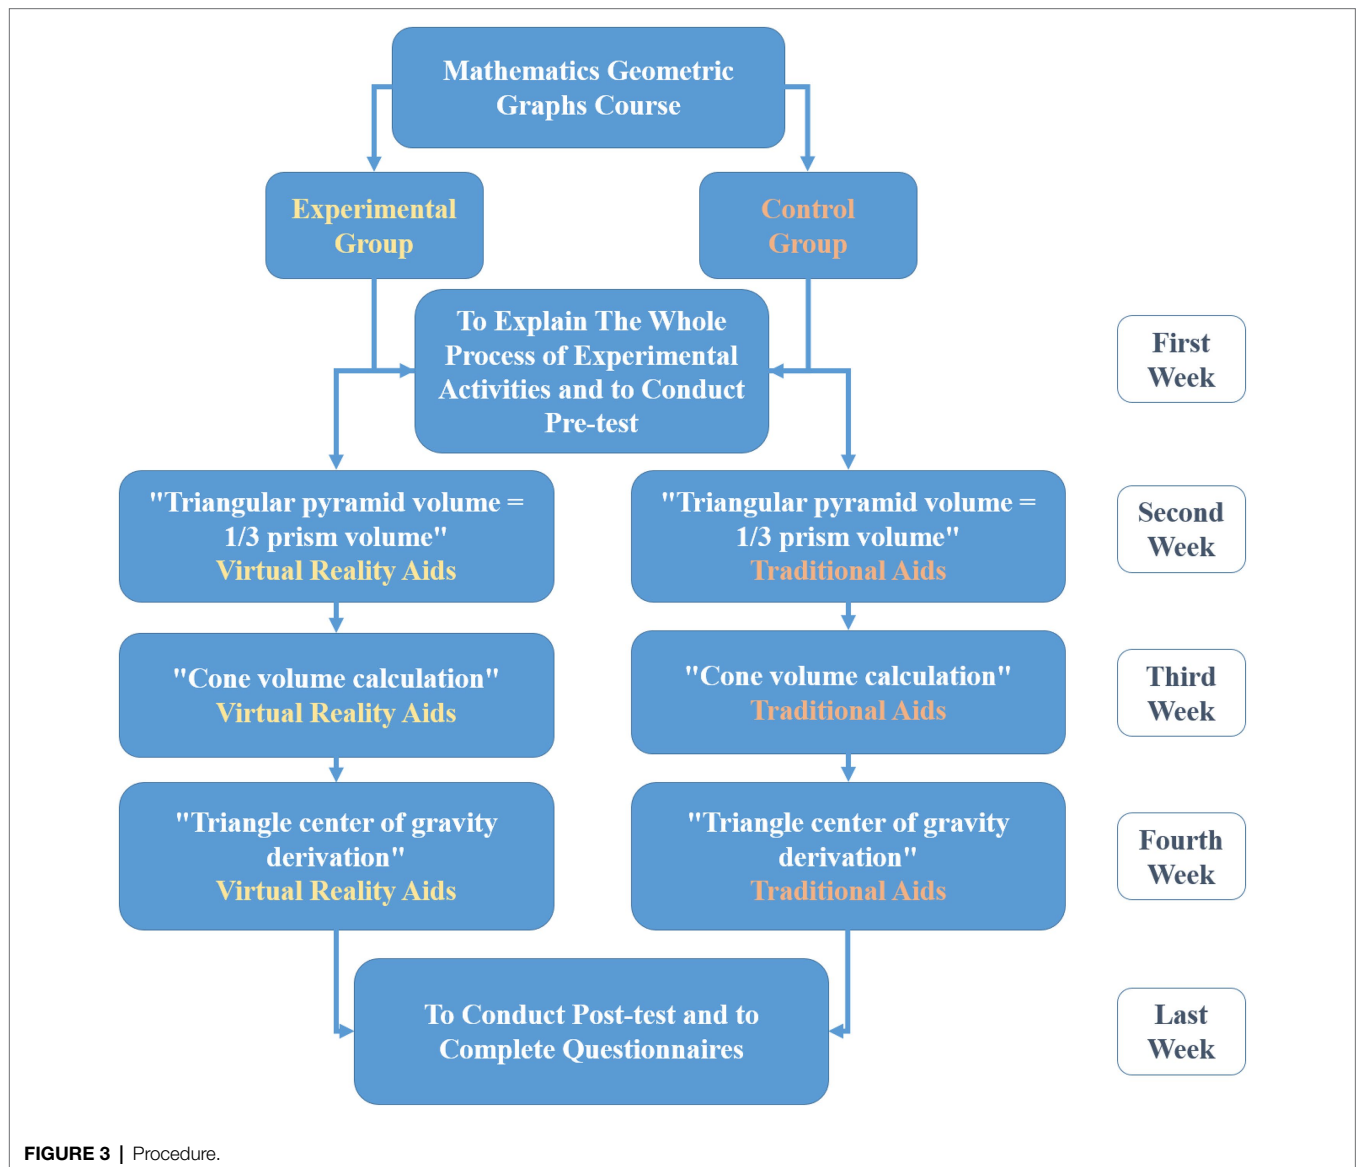 Mathematics Geometric
Graphs Course
Experimental
Group
Control
Group
To Explain The Whole
Process of Experimental
Activities and to Conduct
Pre-test
First
Week
"Triangular pyramid volume =
1/3 prism volume"
Virtual Reality Aids
"Triangular pyramid volume =
1/3 prism volume"
Traditional Aids
Second
Week
"Cone volume calculation"
Virtual Reality Aids
"Cone volume calculation"
Traditional Aids
Third
Week
"Triangle center of gravity
derivation"
Virtual Reality Aids
"Triangle center of gravity
derivation"
Traditional Aids
Fourth
Week
To Conduct Post-test and to
Complete Questionnaires
Last
Week
FIGURE 3 | Procedure.